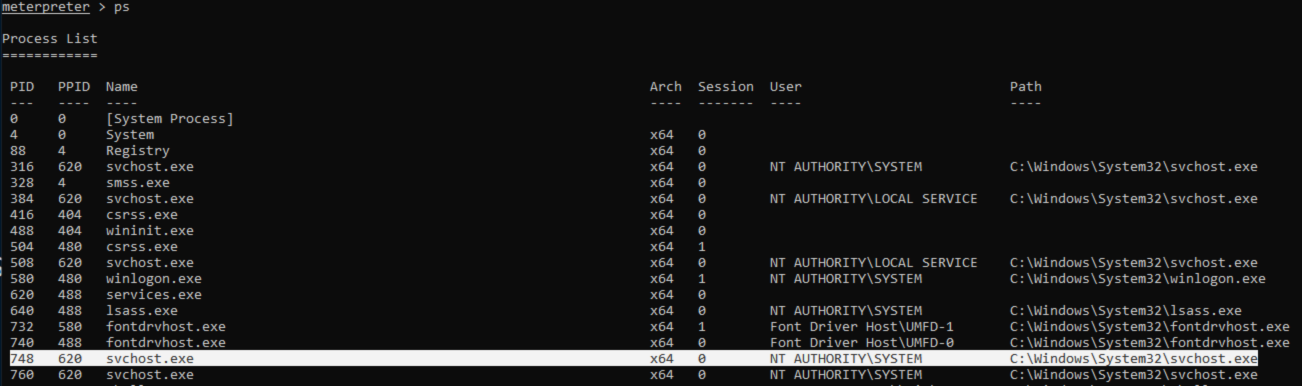 meterpreter > ps
Process List
============
PID PPID Name Arch Session User Path
--- ---- ---- ---- ------- ---- ----
0 0 [System Process]
4 0 System x64 0
88 4 Registry x64 0
316 620 svchost.exe x64 0 NT AUTHORITY\SYSTEM C:\Windows\System32\svchost.exe
328 4 smss.exe x64 0
384 620 svchost.exe x64 0 NT AUTHORITY\LOCAL SERVICE C:\Windows\System32\svchost.exe
416 404 csrss.exe x64 0
488 404 wininit.exe x64 0
504 480 csrss.exe x64 1
508 620 svchost.exe x64 0 NT AUTHORITY\LOCAL SERVICE C:\Windows\System32\svchost.exe
580 480 winlogon.exe x64 1 NT AUTHORITY\SYSTEM C:\Windows\System32\winlogon.exe
620 488 services.exe x64 0
640 488 lsass.exe x64 0 NT AUTHORITY\SYSTEM C:\Windows\System32\lsass.exe
732 580 fontdrvhost.exe x64 1 Font Driver Host\UMFD-1 C:\Windows\System32\fontdrvhost.exe
740 488 fontdrvhost.exe x64 0 Font Driver Host\UMFD-0 C:\Windows\System32\fontdrvhost.exe
748 620 svchost.exe x64 0 NT AUTHORITY\SYSTEM C:\Windows\System32\svchost.exe
760 620 svchost.exe x64 0 NT AUTHORITY\SYSTEM C:\Windows\System32\svchost.exe